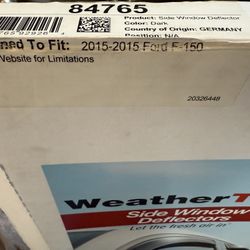 84765
Product: Side Window Deflector
Color: Dark
Country of Origin: GERMANY
Position: N/A
ned To Fit: 2015-2015 Ford F-150
Website for Limitations
20326448
Weather
Side Window
Deflectors
Let the fresh air in